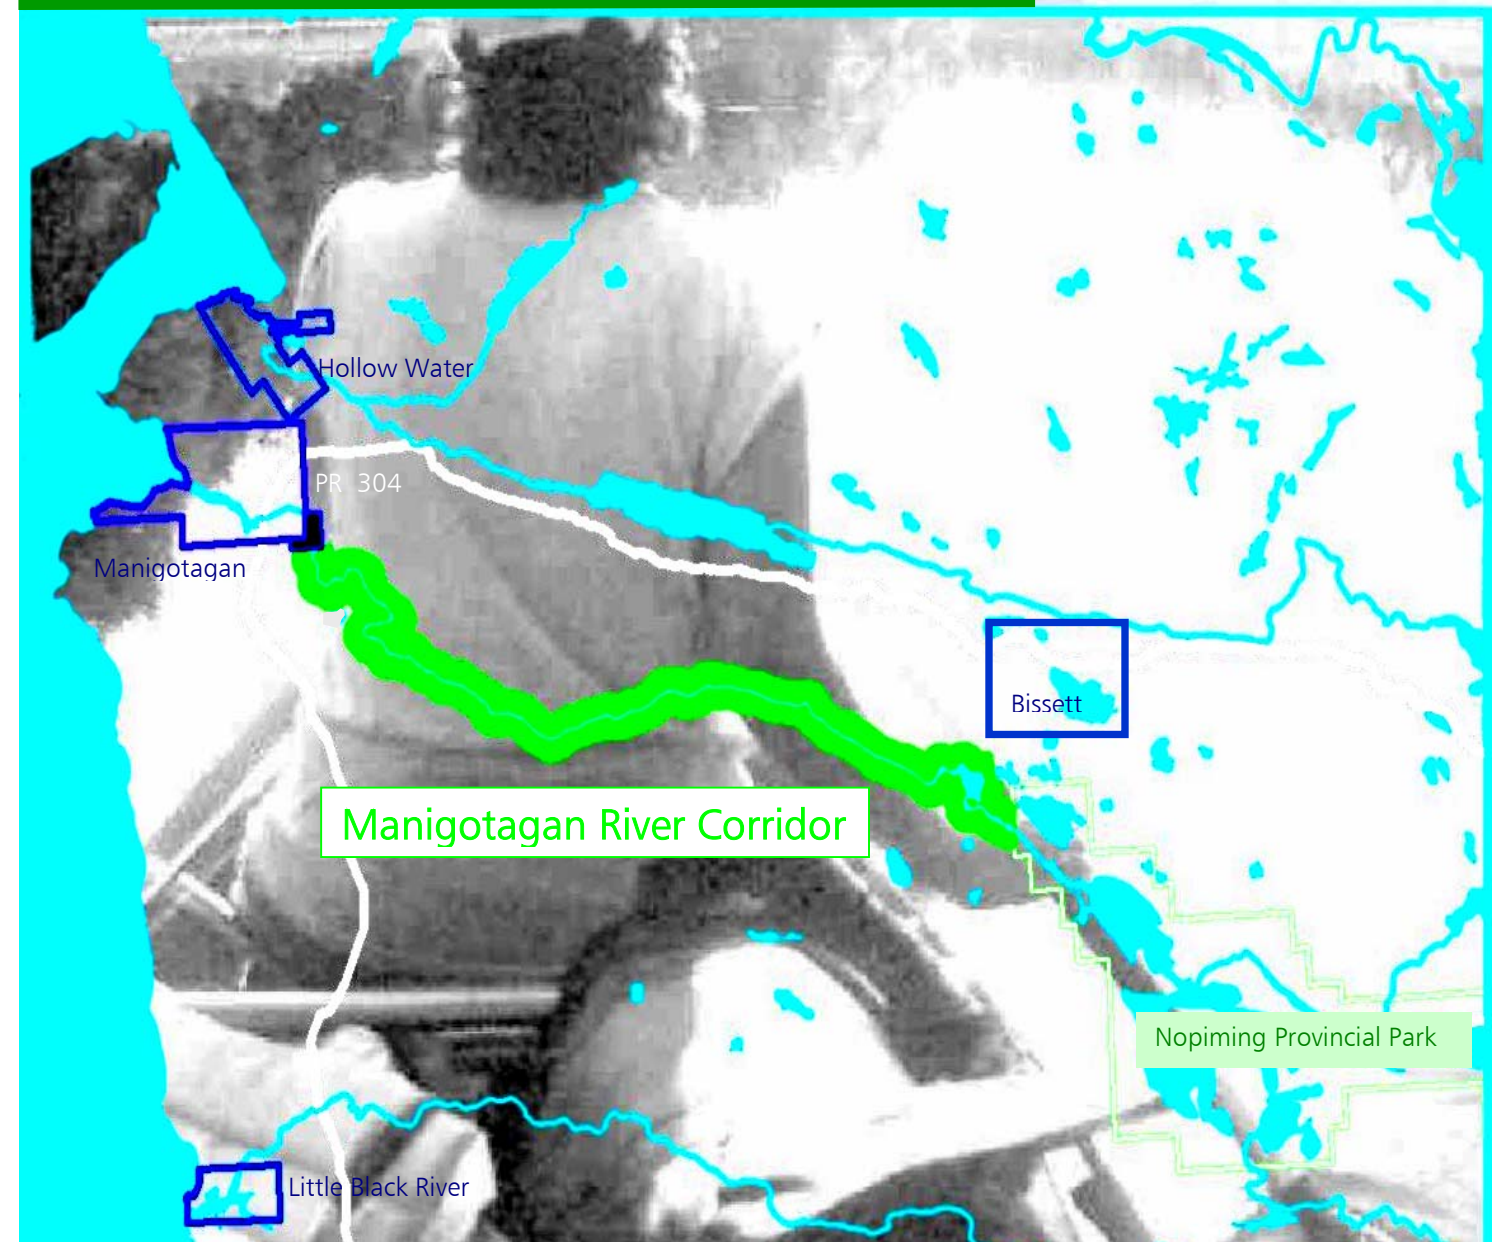 Hollow Water
PR 304
Manigotagan
Bissett
Manigotagan River Corridor
Nopiming Provincial Park
Little Black River